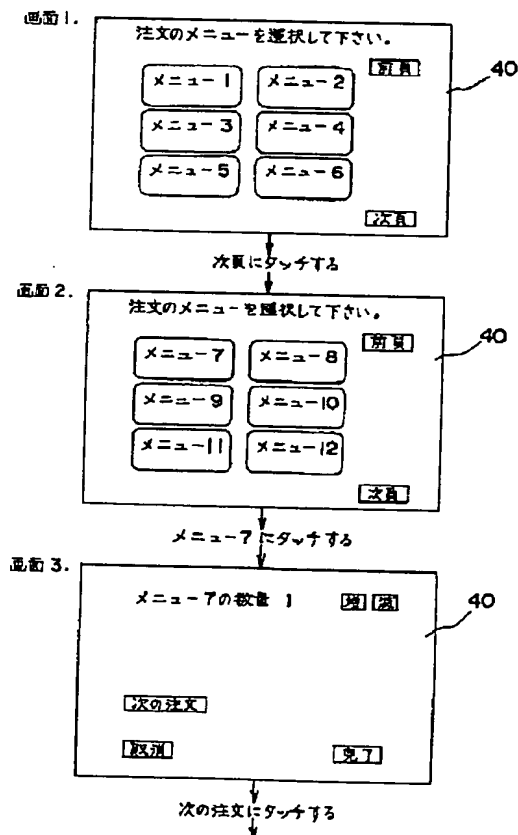 画面1.
注文のメニューを選択して下さい。
前頁
40
メニュー1 メニュー2
メニュー3 メニュー4
メニュー5 メニュー6
次頁
次頁にタッチする
画面2.
注文のメニューを選択して下さい。
前頁
40
メニュー7 メニュー8
メニュー9 メニュー10
メニュー11 メニュー12
次頁
メニュー7にタッチする
画面3.
メニュー7の数量 1 増 減
40
次の注文
取消 完了
次の注文にタッチする